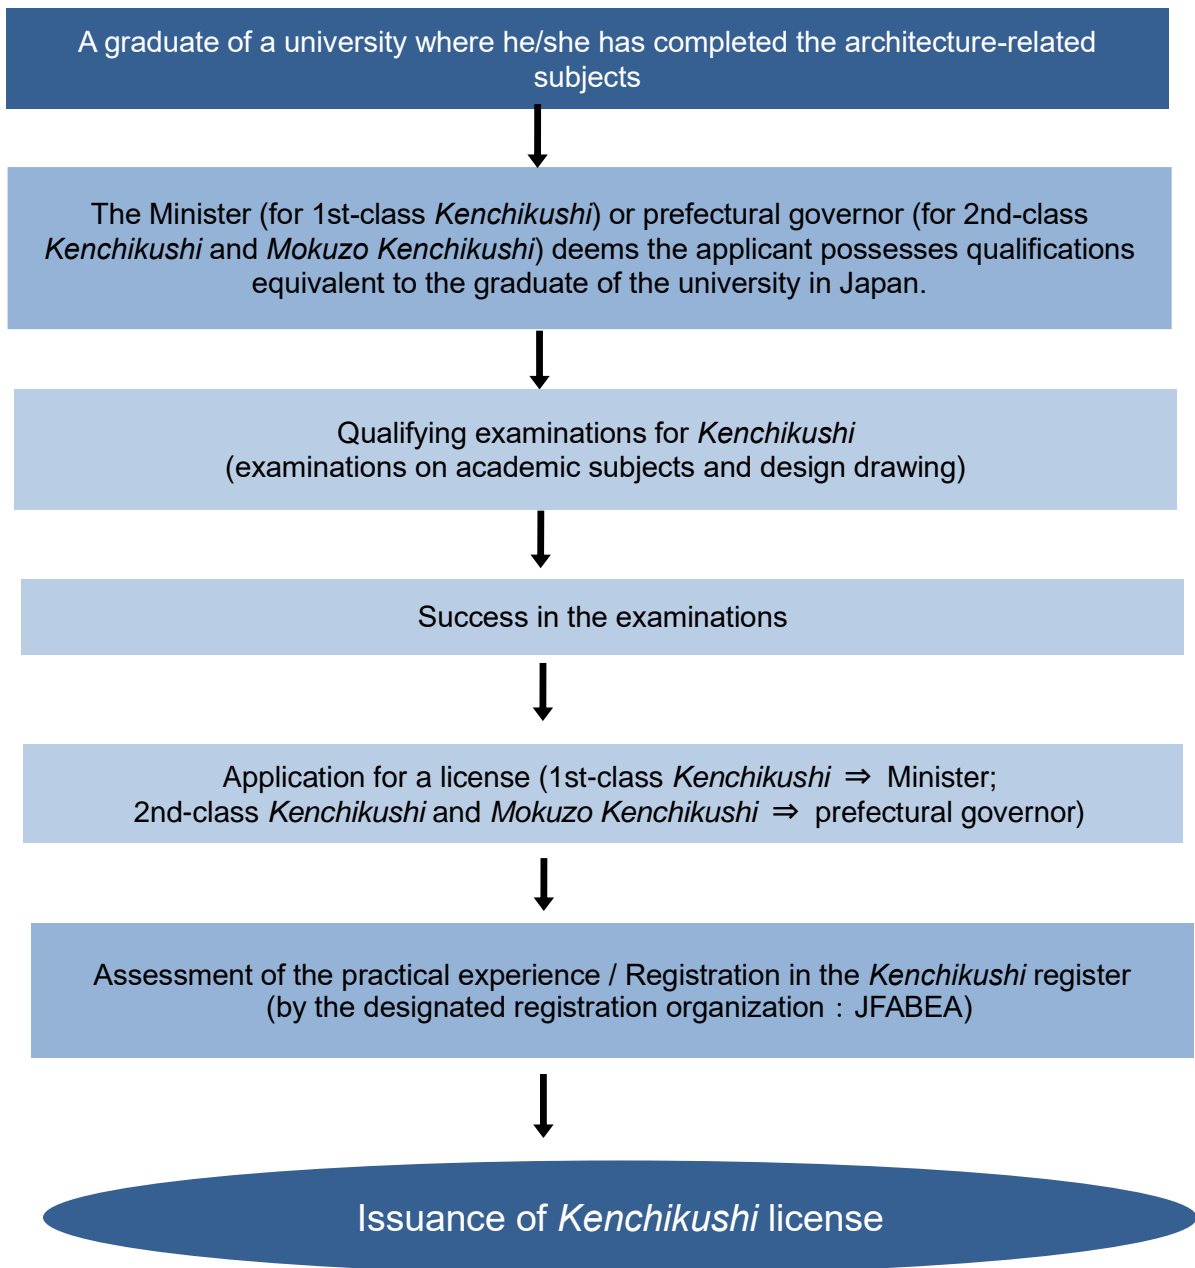 A graduate of a university where he/she has completed the architecture-related
subjects
The Minister (for 1st-class Kenchikushi) or prefectural governor (for 2nd-class
Kenchikushi and Mokuzo Kenchikushi) deems the applicant possesses qualifications
equivalent to the graduate of the university in Japan.
Qualifying examinations for Kenchikushi
(examinations on academic subjects and design drawing)
Success in the examinations
Application for a license (1st-class Kenchikushi ⇒ Minister;
2nd-class Kenchikushi and Mokuzo Kenchikushi ⇒ prefectural governor)
Assessment of the practical experience / Registration in the Kenchikushi register
(by the designated registration organization：JFABEA)
Issuance of Kenchikushi license